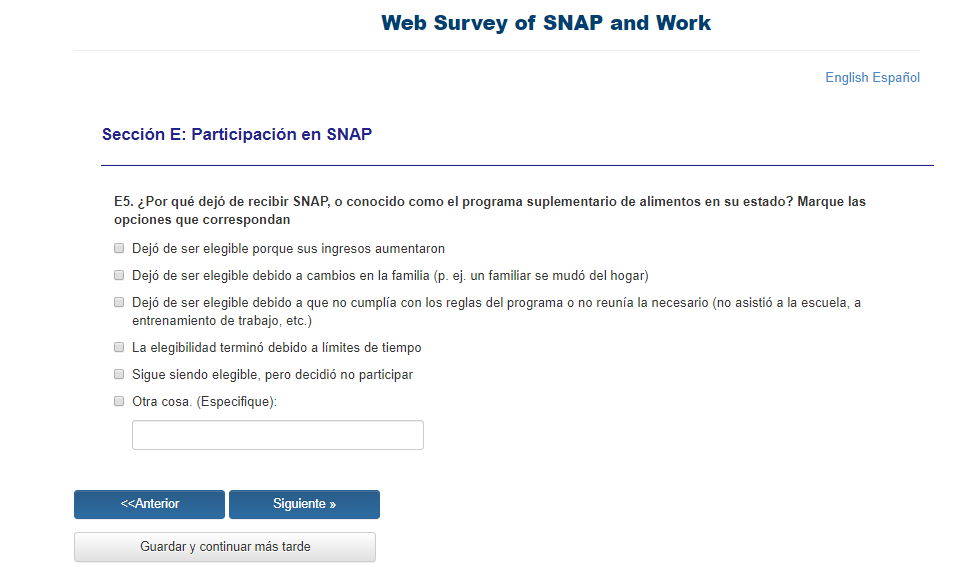 Web Survey of SNAP and Work
English Español
Sección E: Participación en SNAP
E5. ¿Por qué dejó de recibir SNAP, o conocido como el programa suplementario de alimentos en su estado? Marque las
opciones que correspondan
Dejó de ser elegible porque sus ingresos aumentaron
Dejó de ser elegible debido a cambios en la familia (p. ej. un familiar se mudó del hogar)
Dejó de ser elegible debido a que no cumplía con los reglas del programa o no reunía la necesario (no asistió a la escuela, a
entrenamiento de trabajo, etc.)
La elegibilidad terminó debido a límites de tiempo
Sigue siendo elegible, pero decidió no participar
Otra cosa. (Especifique):
<<Anterior
Siguiente »
Guardar y continuar más tarde